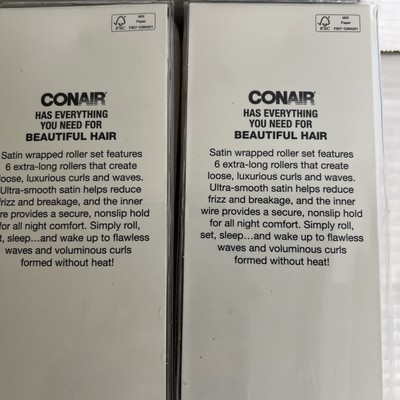 FSC
MIX
Paper
CONAIR
HAS EVERYTHING
YOU NEED FOR
BEAUTIFUL HAIR
Satin wrapped roller set features
6 extra-long rollers that create
loose, luxurious curls and waves.
Ultra-smooth satin helps reduce
frizz and breakage, and the inner
wire provides a secure, nonslip hold
for all night comfort. Simply roll,
t, sleep...and wake up to flawless
waves and voluminous curls
formed without heat!
FSC
MIX
Paper
CONAIR
HAS EVERYTHING
YOU NEED FOR
BEAUTIFUL HAIR
Satin wrapped roller set features
6 extra-long rollers that create
loose, luxurious curls and waves.
Ultra-smooth satin helps reduce
frizz and breakage, and the inner
wire provides a secure, nonslip hold
for all night comfort. Simply roll,
set, sleep...and wake up to flawless
waves and voluminous curls
formed without heat!